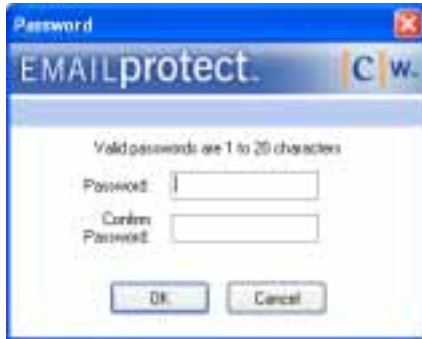 Password
EMAILprotect.
C W
Valid passwords are 1 to 20 characters
Password:
Confirm
Password:
OK
Cancel